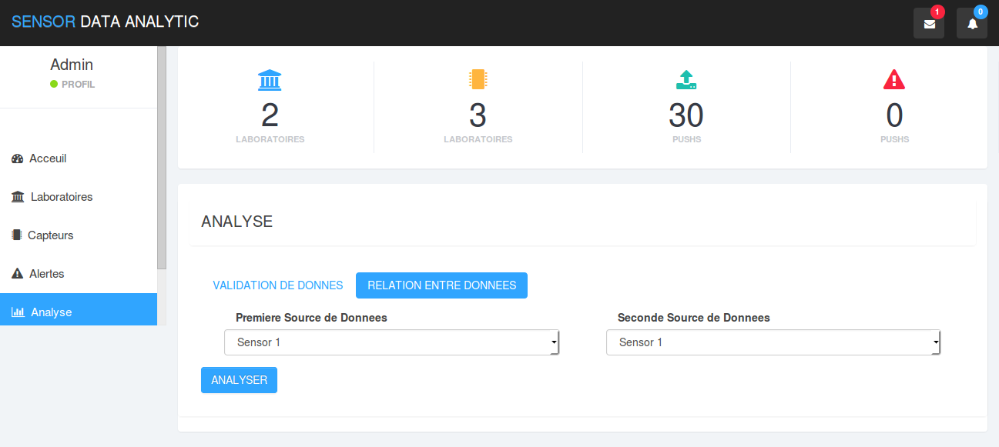 SENSOR DATA ANALYTIC
1
0
Admin
PROFIL
Acceuil
Laboratoires
Capteurs
Alertes
Analyse
2
LABORATOIRES
3
LABORATOIRES
30
PUSHS
0
PUSHS
ANALYSE
VALIDATION DE DONNES
RELATION ENTRE DONNEES
Premiere Source de Donnees
Seconde Source de Donnees
Sensor 1
Sensor 1
ANALYSER